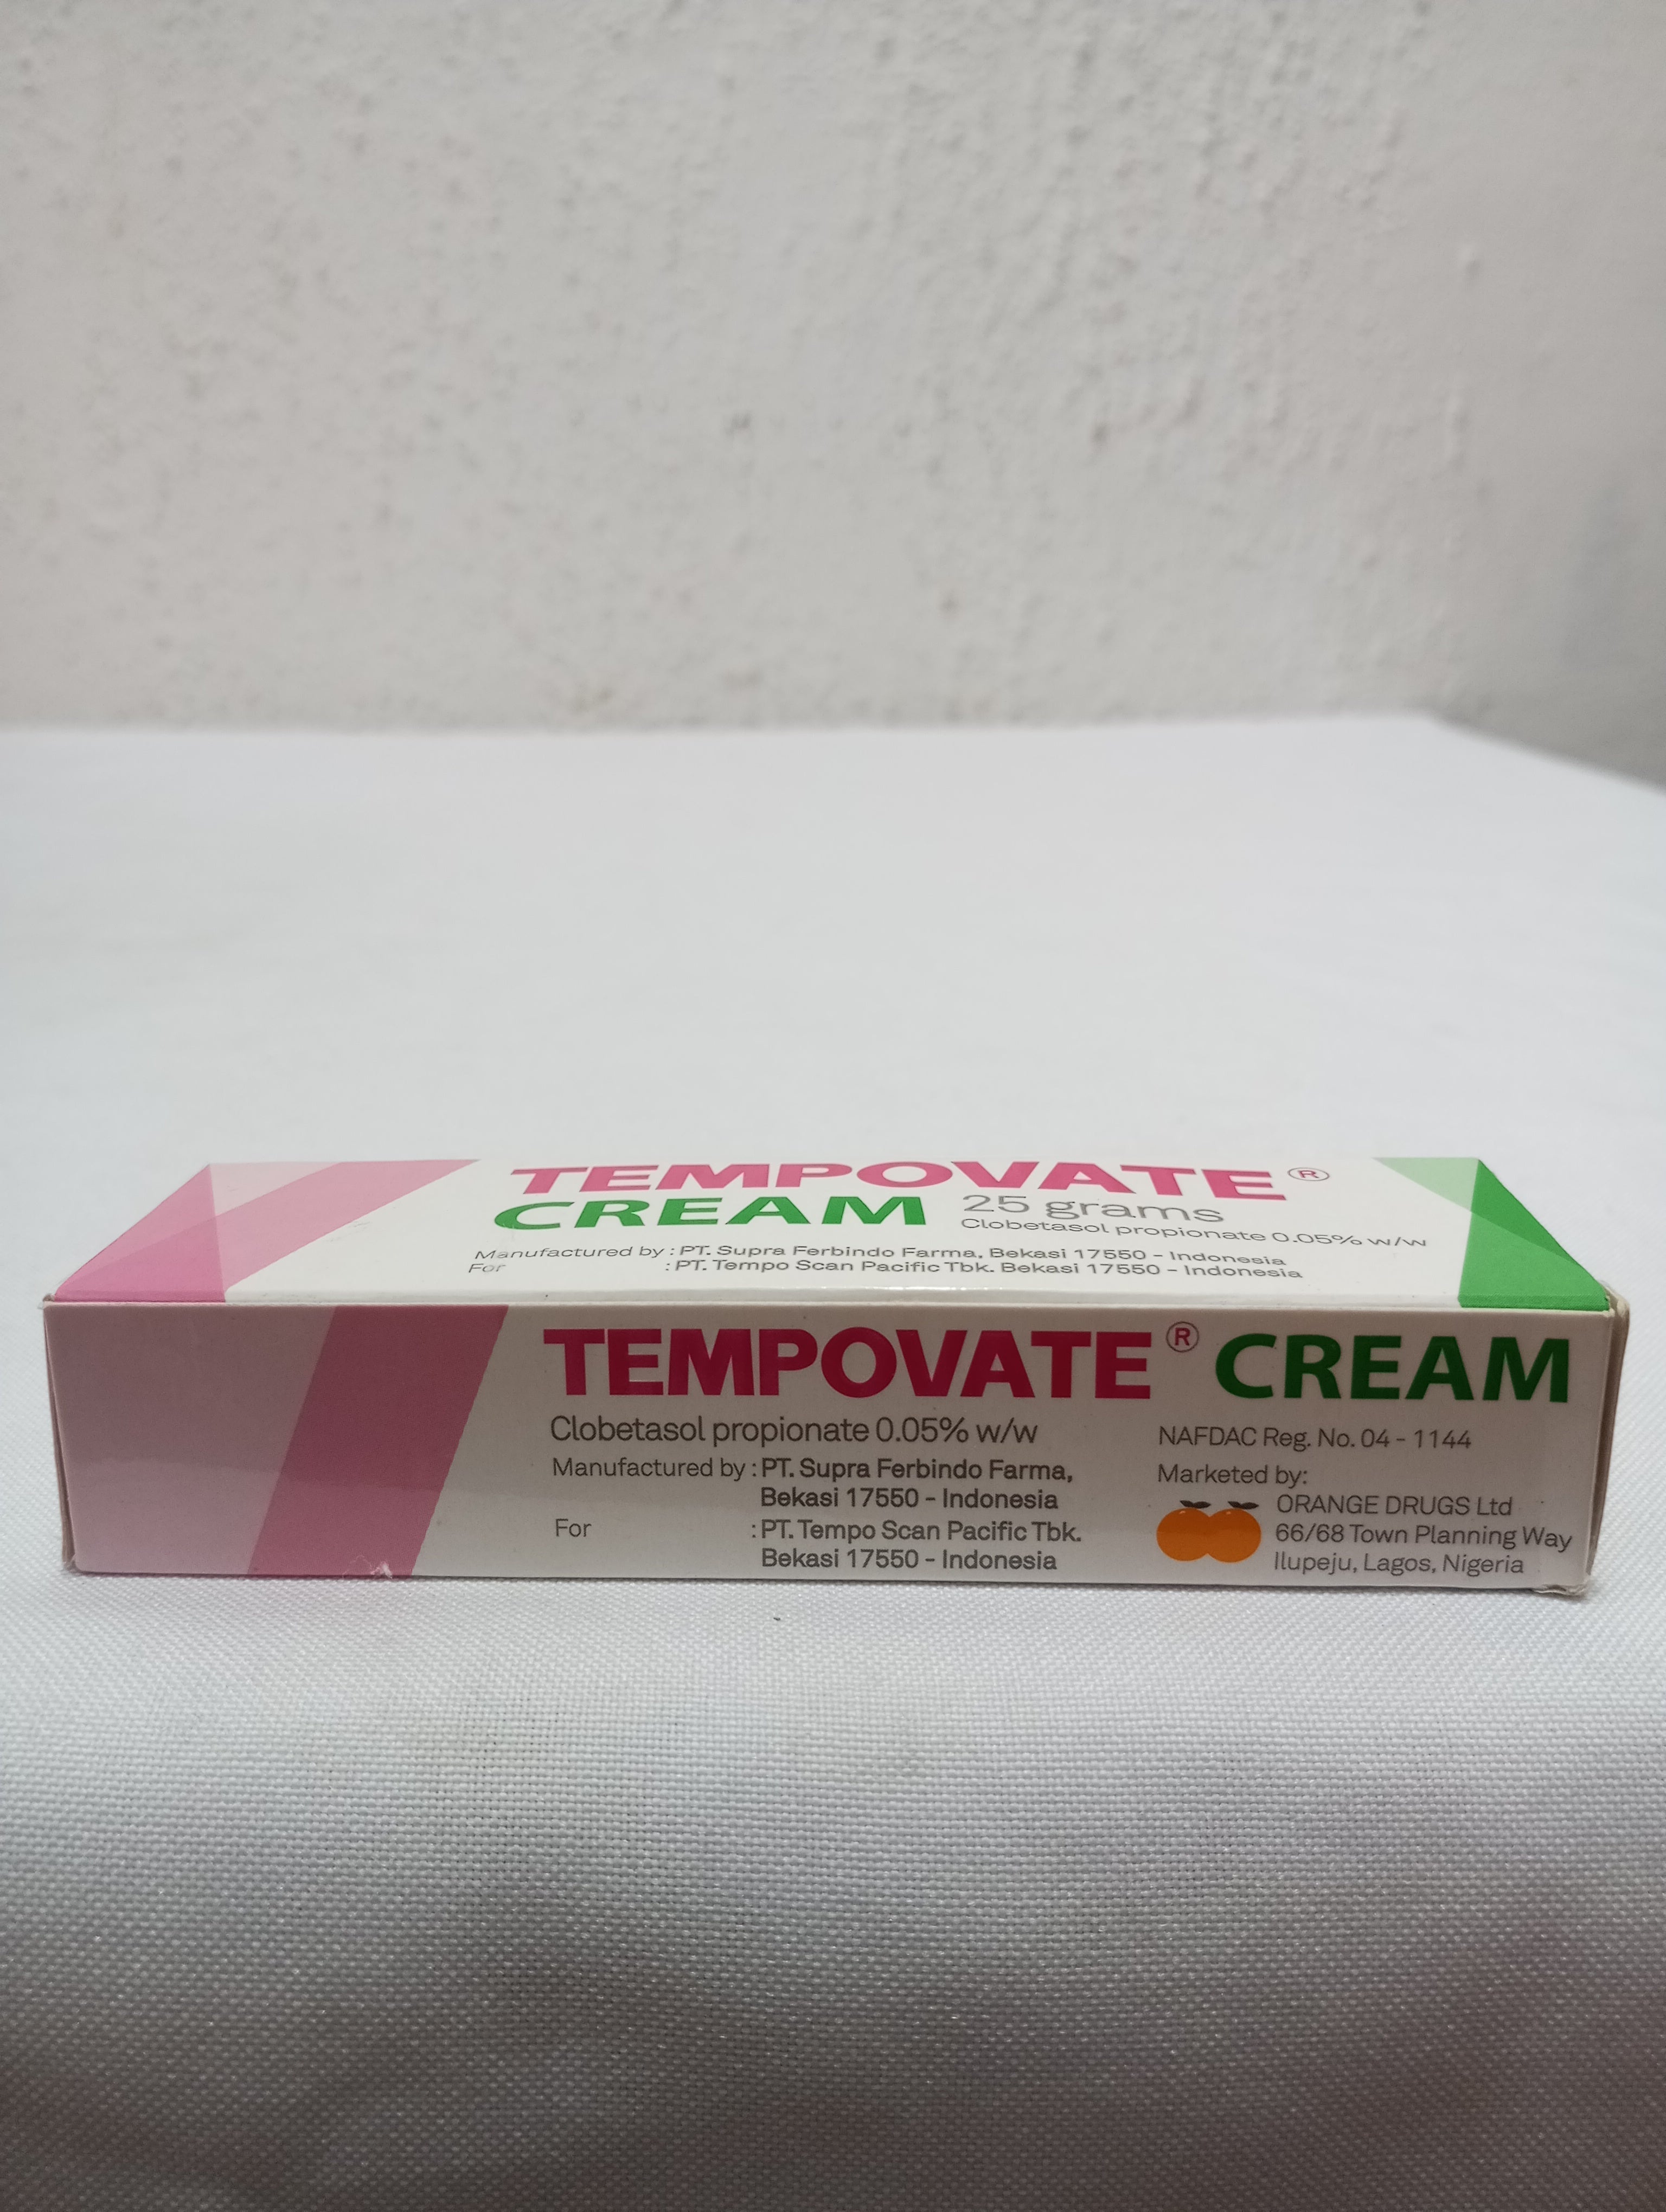 TEMPOVATE®
CREAM 25 grams
Clobetasol propionate 0.05% w/w
Manufactured by : PT. Supra Ferbindo Farma, Bekasi 17550 - Indonesia
For : PT. Tempo Scan Pacific Tbk. Bekasi 17550 - Indonesia
TEMPOVATE® CREAM
Clobetasol propionate 0.05% w/w
Manufactured by : PT. Supra Ferbindo Farma,
Bekasi 17550 - Indonesia
For : PT. Tempo Scan Pacific Tbk.
Bekasi 17550 - Indonesia
NAFDAC Reg. No. 04 - 1144
Marketed by:
ORANGE DRUGS Ltd
66/68 Town Planning Way
Ilupeju, Lagos, Nigeria